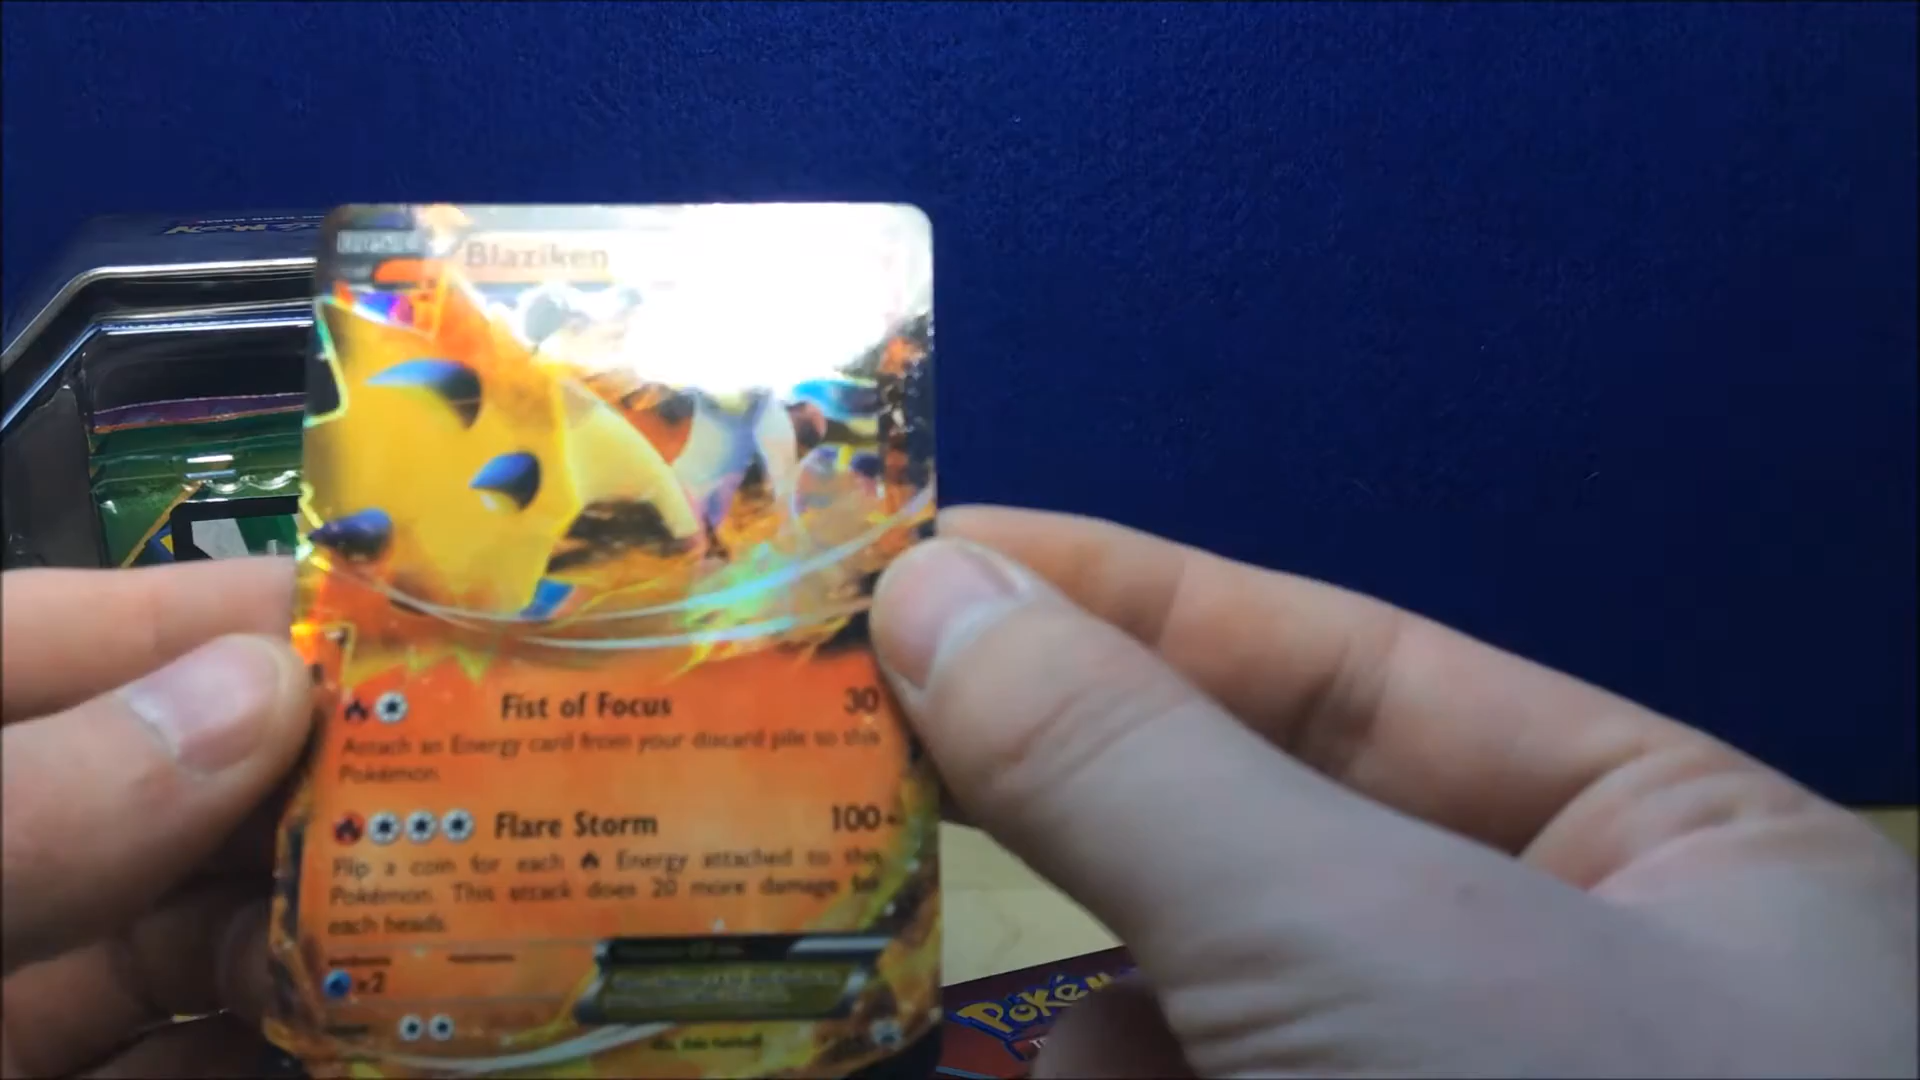 Blaziken
Fist of Focus 30
Attach an Energy card from your discard pile to this
Pokémon.
Flare Storm 100+
Flip a coin for each Energy attached to this
Pokémon. This attack does 20 more damage for
each heads.
×2
POKéM